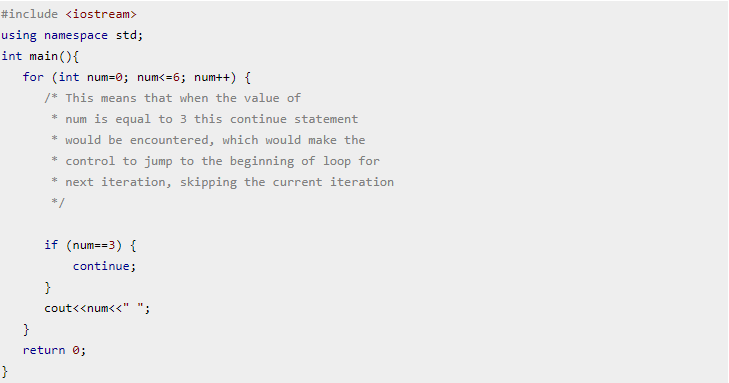 #include <iostream>
using namespace std;
int main(){
   for (int num=0; num<=6; num++) {
      /* This means that when the value of
       * num is equal to 3 this continue statement
       * would be encountered, which would make the
       * control to jump to the beginning of loop for
       * next iteration, skipping the current iteration
       */

      if (num==3) {
          continue;
      }
      cout<<num<<" ";
   }
   return 0;
}